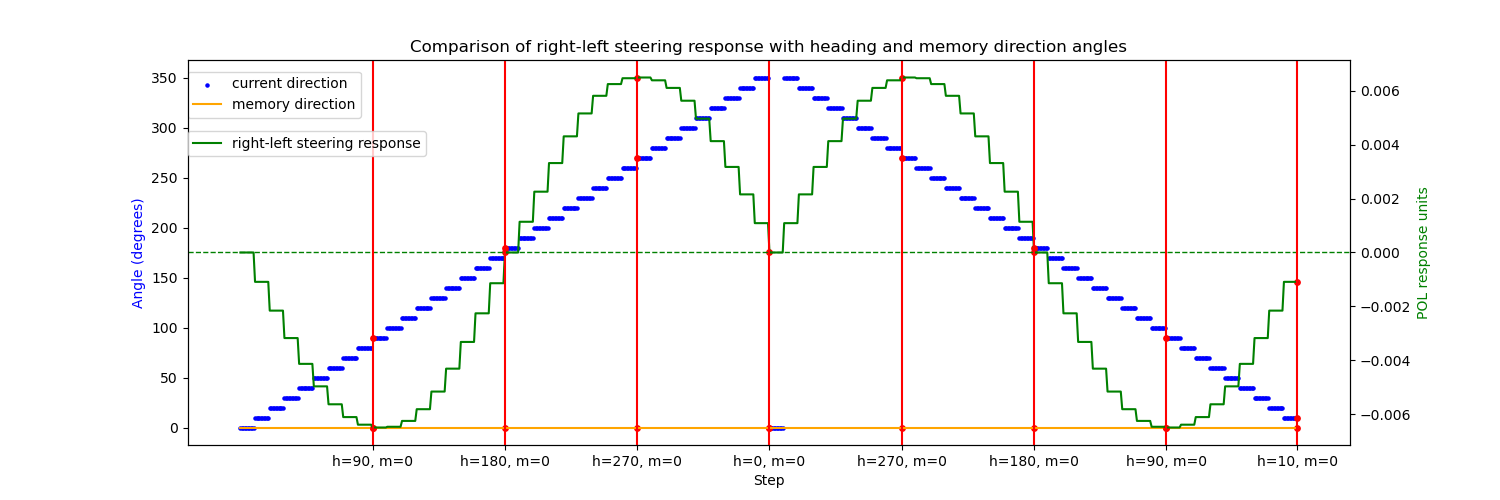 Comparison of right-left steering response with heading and memory direction angles
current direction
memory direction
right-left steering response
Angle (degrees)
350
300
250
200
150
100
50
0
0.006
0.004
0.002
0.000
−0.002
−0.004
−0.006
POL response units
h=90, m=0 h=180, m=0 h=270, m=0 h=0, m=0 h=270, m=0 h=180, m=0 h=90, m=0 h=10, m=0
Step